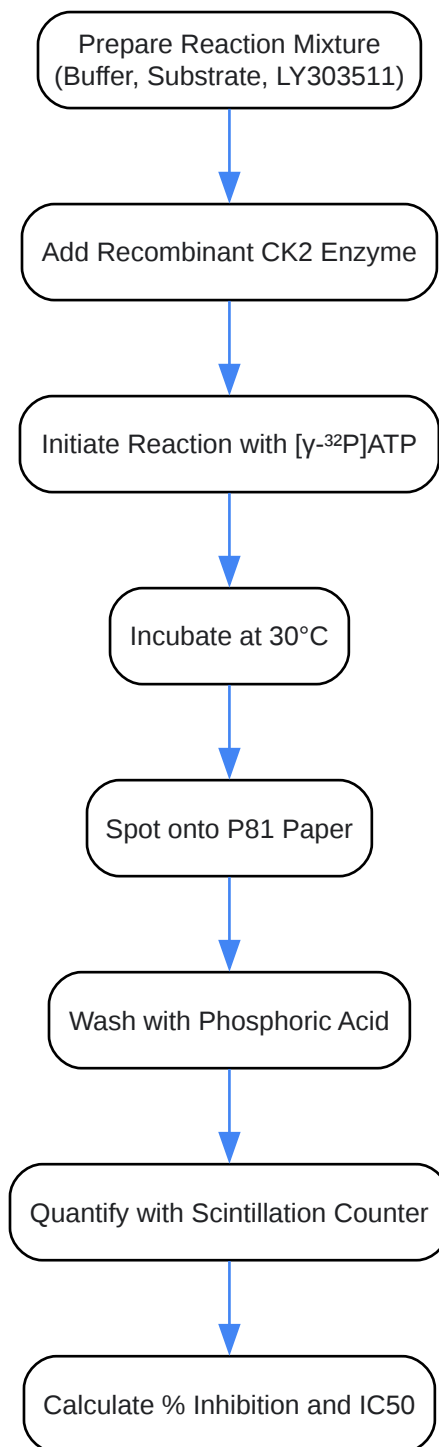 Prepare Reaction Mixture
(Buffer, Substrate, LY303511)
Add Recombinant CK2 Enzyme
Initiate Reaction with [γ-³²P]ATP
Incubate at 30°C
Spot onto P81 Paper
Wash with Phosphoric Acid
Quantify with Scintillation Counter
Calculate % Inhibition and IC50